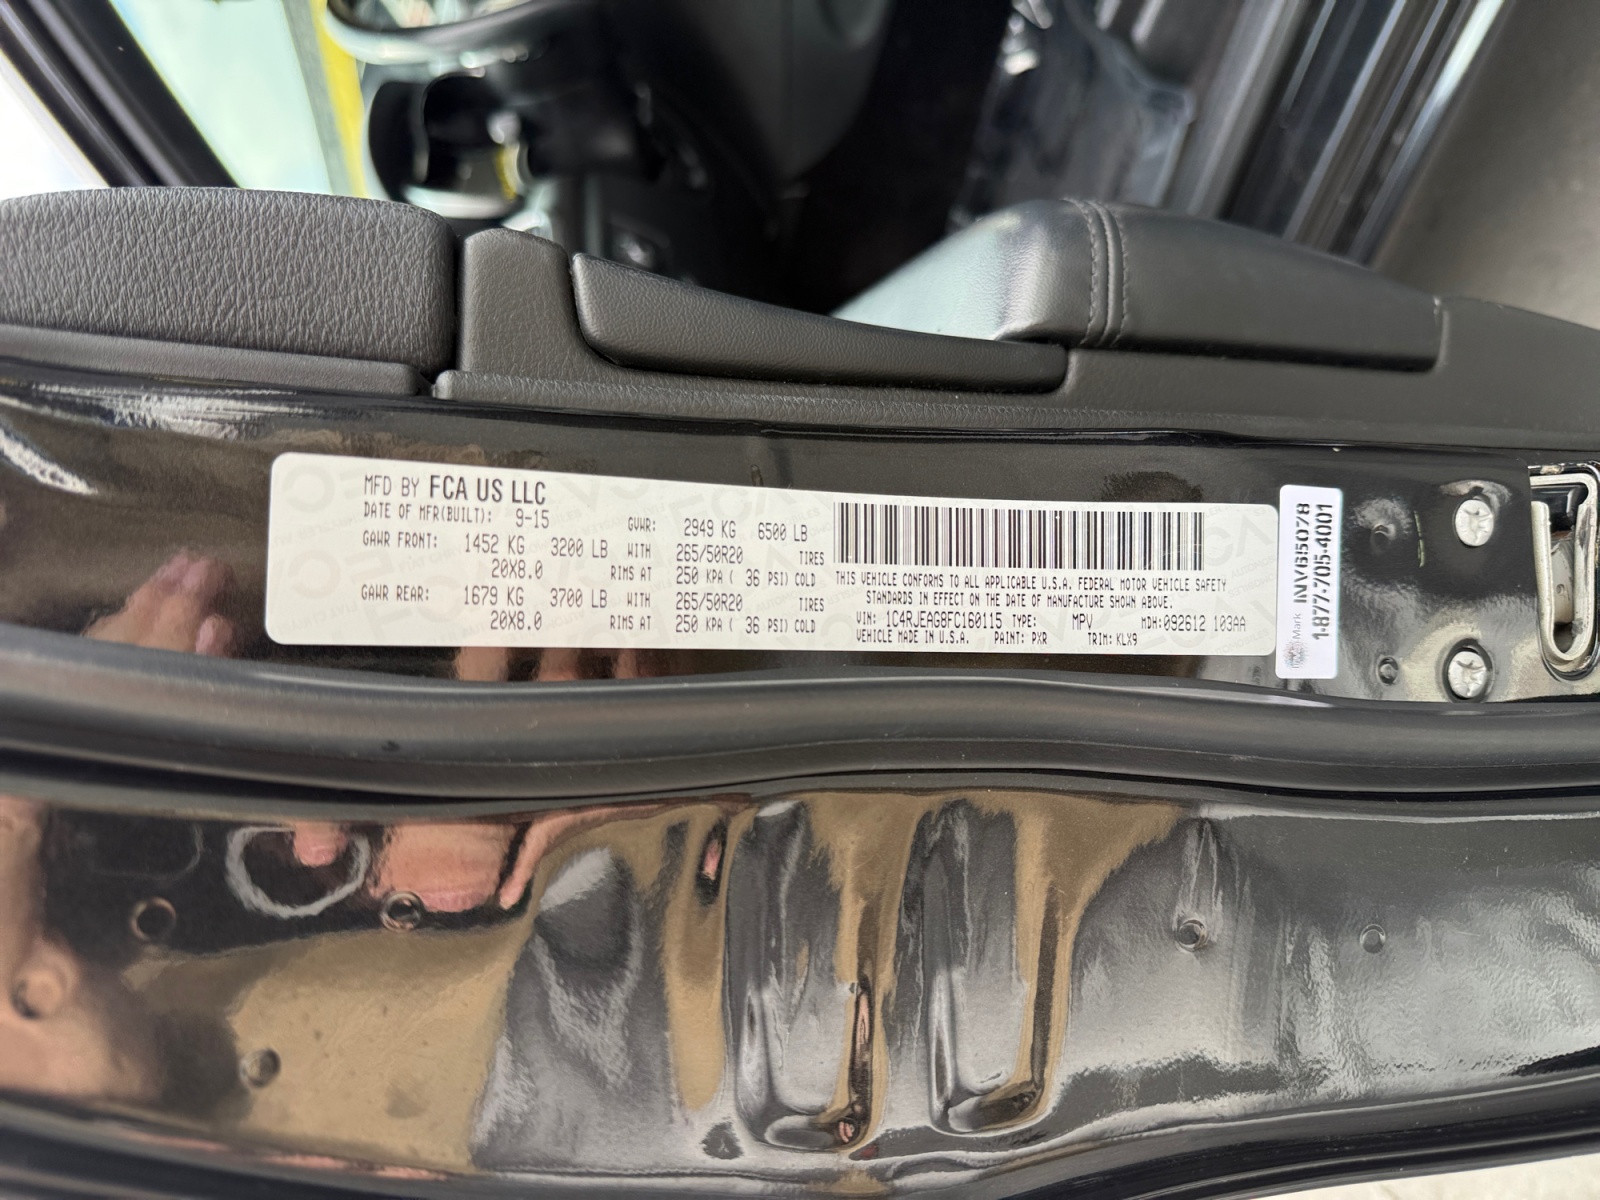 MFD BY FCA US LLC
DATE OF MFR(BUILT): 9-15 GVWR: 2949 KG 6500 LB
GAWR FRONT: 1452 KG 3200 LB WITH 265/50R20 TIRES
20X8.0 RIMS AT 250 KPA ( 36 PSI) COLD
GAWR REAR: 1679 KG 3700 LB WITH 265/50R20 TIRES
20X8.0 RIMS AT 250 KPA ( 36 PSI) COLD
THIS VEHICLE CONFORMS TO ALL APPLICABLE U.S.A. FEDERAL MOTOR VEHICLE SAFETY
STANDARDS IN EFFECT ON THE DATE OF MANUFACTURE SHOWN ABOVE.
VIN: 1C4RJEAG8FC160115 TYPE: MPV MDH:092612 103AA
VEHICLE MADE IN U.S.A. PAINT: PXR TRIM: KLX9
INV65078
1-877-705-4001